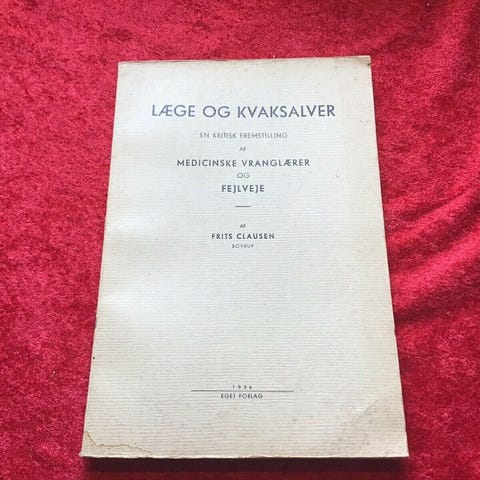 LÆGE OG KVAKSALVER
EN KRITISK FREMSTILLING
AF
MEDICINSKE VRANGLÆRER
OG
FEJLVEJE
AF
FRITS CLAUSEN
BOVRUP
1936
EGET FORLAG